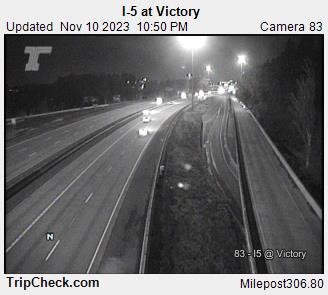 I-5 at Victory
Updated Nov 10 2023 10:50 PM Camera 83
T
N
83 - I5 @ Victory
TripCheck.com Milepost306.80